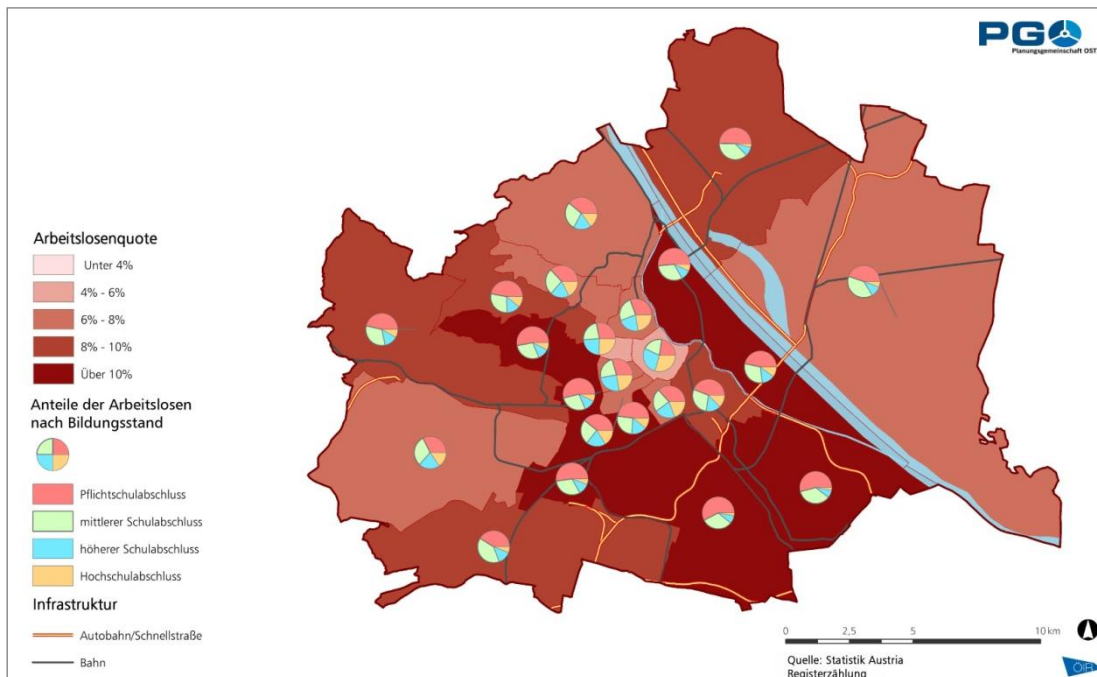 PGO
Planungsgemeinschaft OST
Arbeitslosenquote
Unter 4%
4% - 6%
6% - 8%
8% - 10%
Über 10%
Anteile der Arbeitslosen
nach Bildungsstand
Pflichtschulabschluss
mittlerer Schulabschluss
höherer Schulabschluss
Hochschulabschluss
Infrastruktur
Autobahn/Schnellstraße
Bahn
0 2,5 5 10 km
Quelle: Statistik Austria
Registerzählung
ÖIR